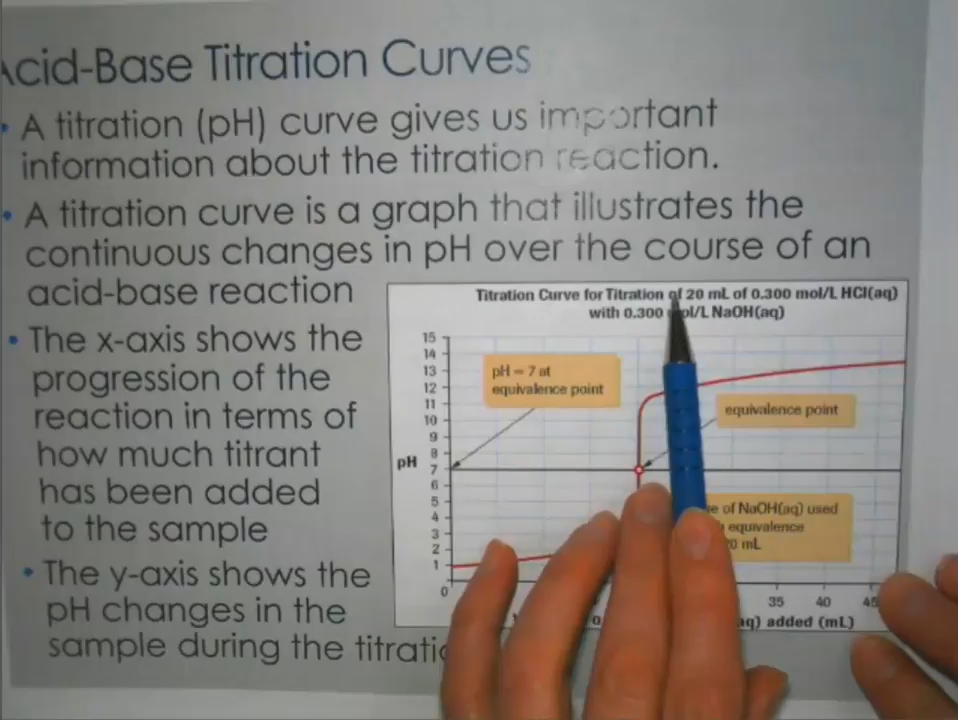 Acid-Base Titration Curves
• A titration (pH) curve gives us important
information about the titration reaction.
• A titration curve is a graph that illustrates the
continuous changes in pH over the course of an
acid-base reaction
• The x-axis shows the
progression of the
reaction in terms of
how much titrant
has been added
to the sample
• The y-axis shows the
pH changes in the
sample during the
Titration Curve for Titration of 20 mL of 0.300 mol/L HCl(aq)
with 0.300 mol/L NaOH(aq)
15
14
13
12
11
10
9
8
7
6
5
4
3
2
1
0
pH
pH = 7 at
equivalence point
equivalence point
of NaOH(aq) used
equivalence
mL
35 40 45
added (mL)